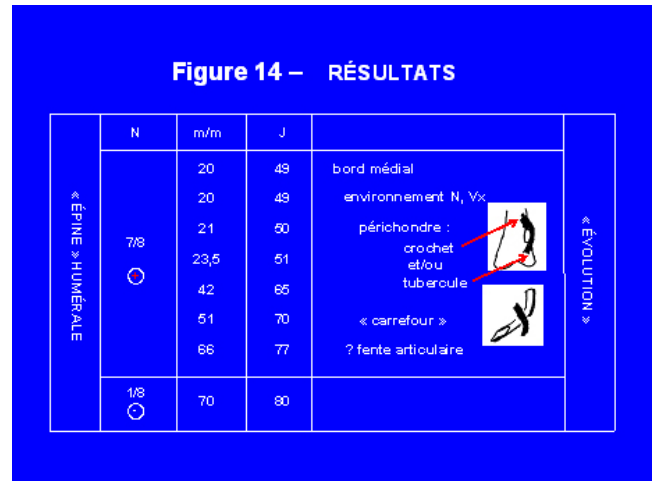 Figure 14 – RÉSULTATS
« ÉPINE » HUMÉRALE
N m/m J
7/8
+
20 49 bord médial
20 49 environnement N, Vx
21 50 périchondre :
23,5 51 crochet
et/ou
42 65 tubercule
51 70 « carrefour »
66 77 ? fente articulaire
1/8
-
70 80
« ÉVOLUTION »